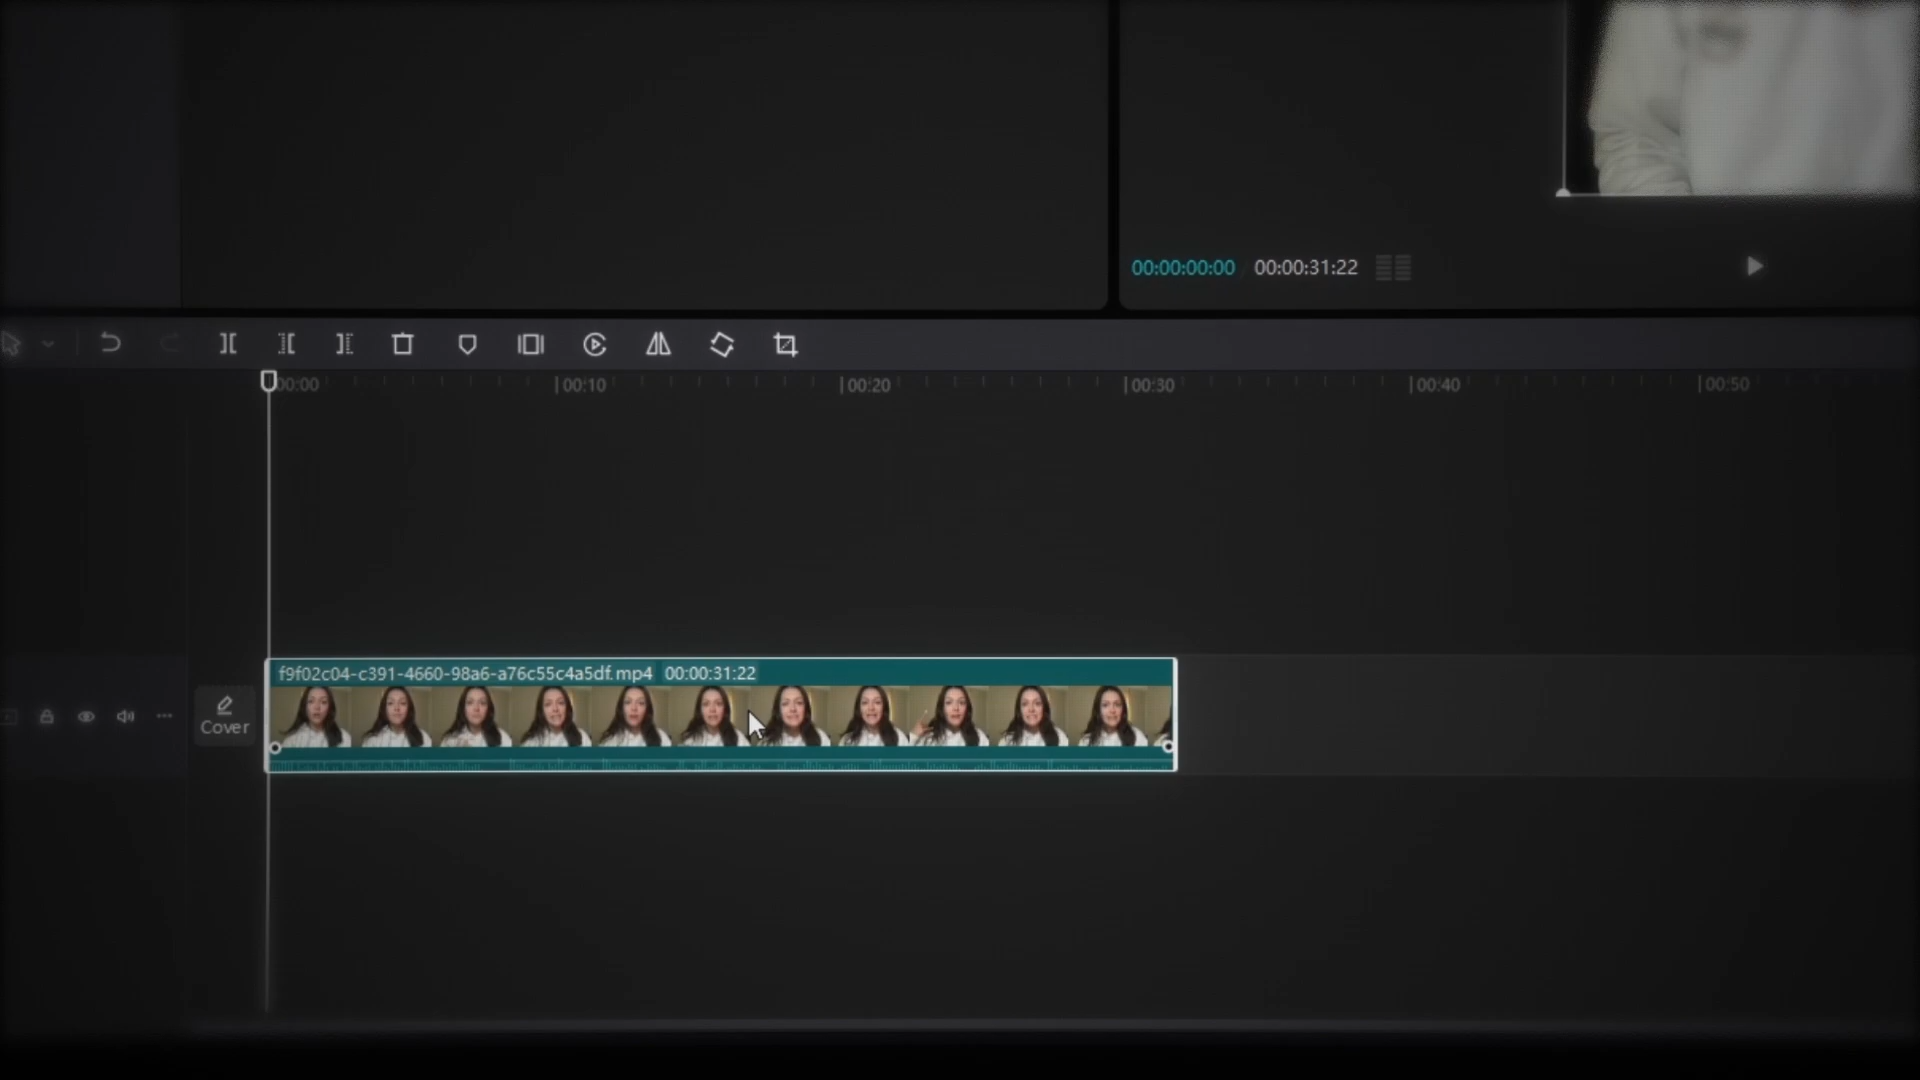 00:00:00:00 00:00:31:22
00:00 00:10 00:20 00:30 00:40 00:50
f9f02c04-c391-4660-98a6-a76c55c4a5df.mp4 00:00:31:22
Cover